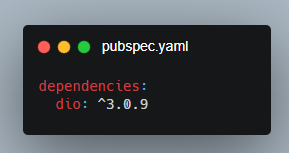 pubspec.yaml
dependencies:
  dio: ^3.0.9